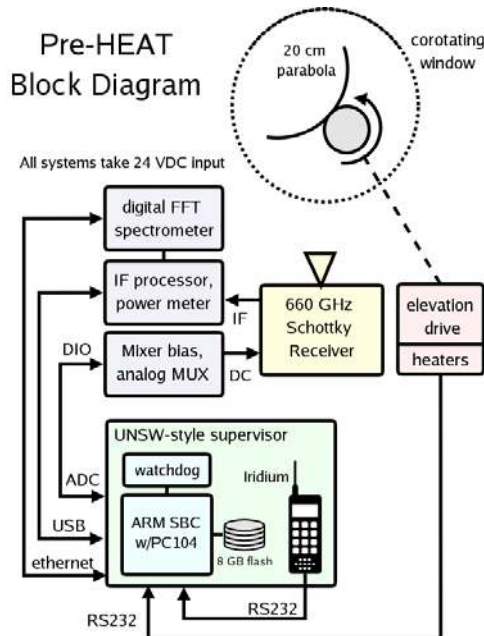 Pre-HEAT
Block Diagram
20 cm
parabola
corotating
window
All systems take 24 VDC input
digital FFT
spectrometer
IF processor,
power meter
IF
660 GHz
Schottky
Receiver
elevation
drive
heaters
DIO
Mixer bias,
analog MUX
DC
UNSW-style supervisor
watchdog
Iridium
ADC
ARM SBC
w/PC104
USB
8 GB flash
ethernet
RS232
RS232